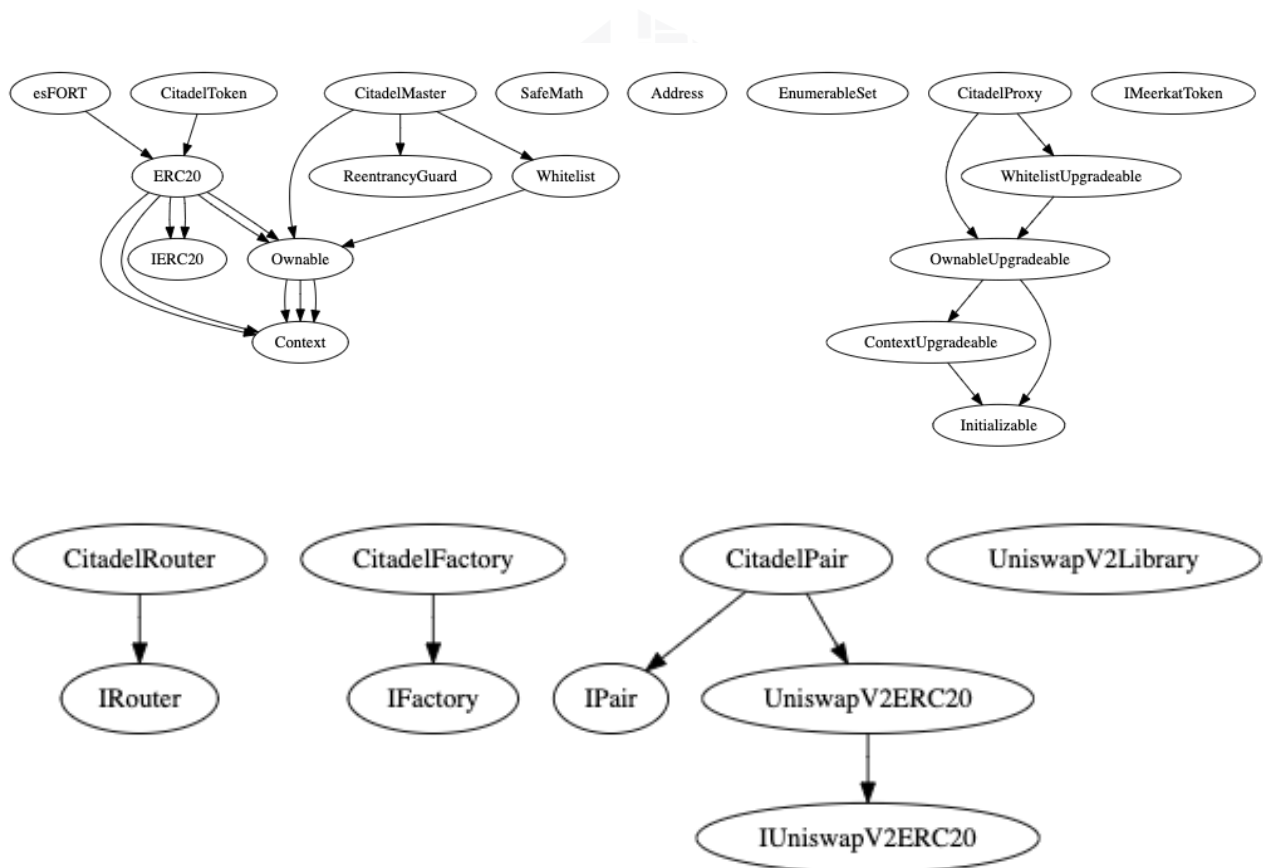 esFORT CitadelToken CitadelMaster SafeMath Address EnumerableSet CitadelProxy IMeerkatToken
ERC20 ReentrancyGuard Whitelist WhitelistUpgradeable
IERC20 Ownable OwnableUpgradeable
Context ContextUpgradeable
Initializable
CitadelRouter CitadelFactory CitadelPair UniswapV2Library
IRouter IFactory IPair UniswapV2ERC20
IUniswapV2ERC20